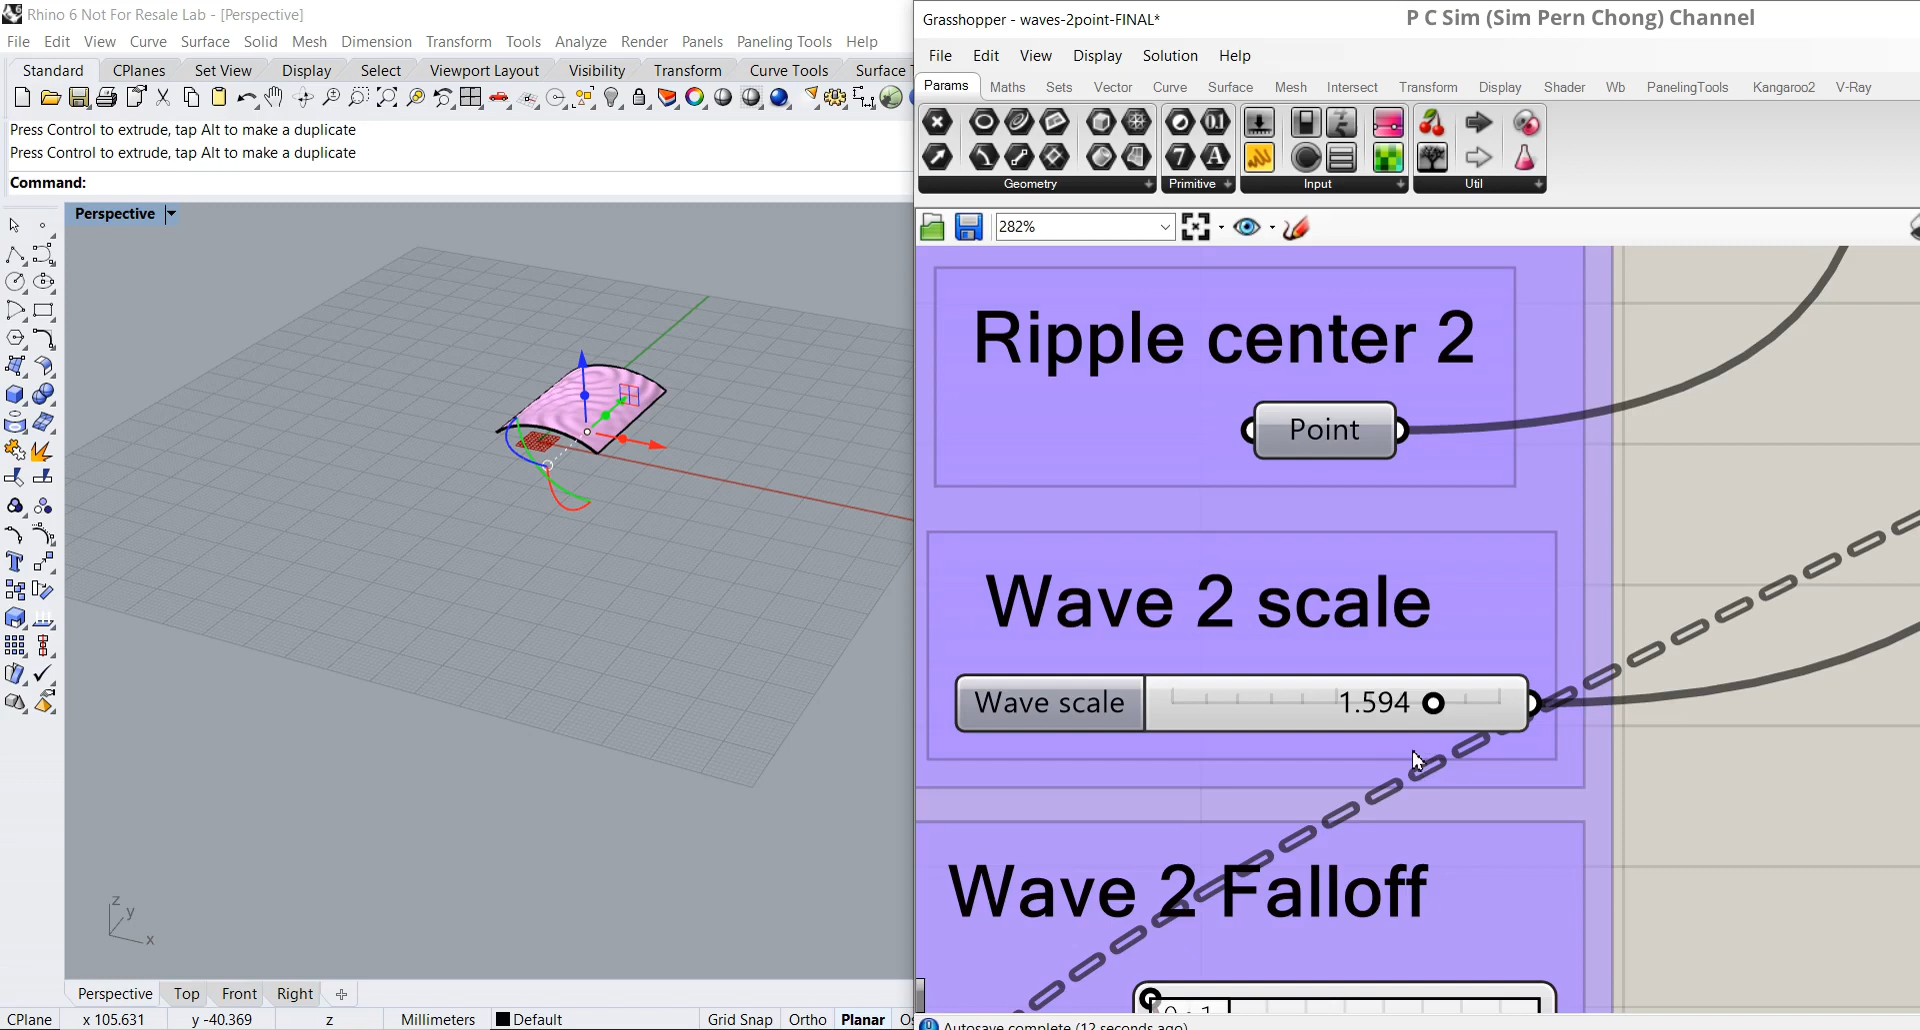 Rhino 6 Not For Resale Lab - [Perspective]
File Edit View Curve Surface Solid Mesh Dimension Transform Tools Analyze Render Panels Paneling Tools Help
Standard CPlanes Set View Display Select Viewport Layout Visibility Transform Curve Tools Surface
Press Control to extrude, tap Alt to make a duplicate
Press Control to extrude, tap Alt to make a duplicate
Command:
Perspective
z
y
x
Perspective Top Front Right
CPlane x 105.631 y -40.369 z Millimeters Default Grid Snap Ortho Planar Os
Grasshopper - waves-2point-FINAL*
P C Sim (Sim Pern Chong) Channel
File Edit View Display Solution Help
Params Maths Sets Vector Curve Surface Mesh Intersect Transform Display Shader Wb PanelingTools Kangaroo2 V-Ray
Geometry Primitive Input Util
282%
Ripple center 2
Point
Wave 2 scale
Wave scale 1.594
Wave 2 Falloff
Autosave complete (12 seconds ago)